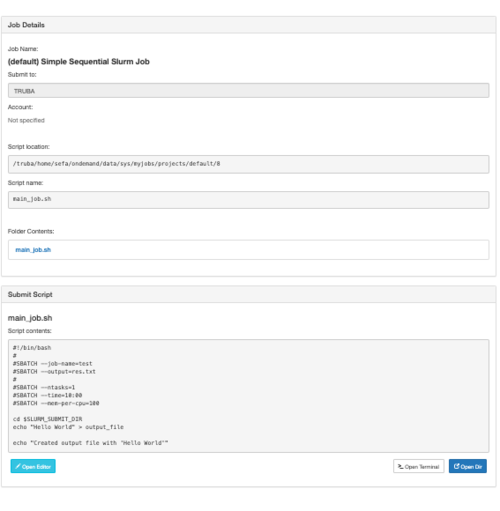 Job Details
Job Name:
(default) Simple Sequential Slurm Job
Submit to:
TRUBA
Account:
Not specified
Script location:
/truba/home/sefa/ondemand/data/sys/myjobs/projects/default/8
Script name:
main_job.sh
Folder Contents:
main_job.sh
Submit Script
main_job.sh
Script contents:
#!/bin/bash
#
#SBATCH --job-name=test
#SBATCH --output=res.txt
#
#SBATCH --ntasks=1
#SBATCH --time=10:00
#SBATCH --mem-per-cpu=100
cd $SLURM_SUBMIT_DIR
echo "Hello World" > output_file
echo "Created output file with 'Hello World'"
Open Editor
Open Terminal
Open Dir